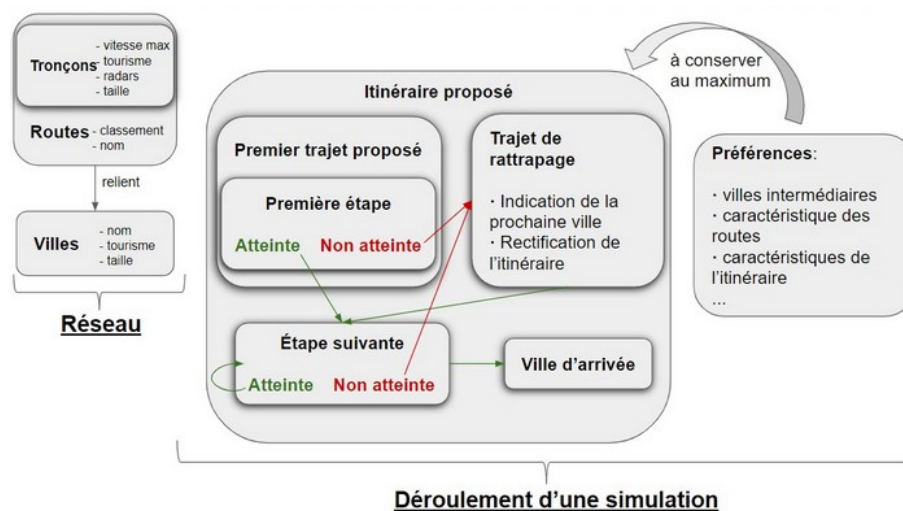 Tronçons
- vitesse max
- tourisme
- radars
- taille
Routes
- classement
- nom
relient
Villes
- nom
- tourisme
- taille
Réseau
Itinéraire proposé
Premier trajet proposé
Première étape
Atteinte Non atteinte
Trajet de
rattrapage
· Indication de la
prochaine ville
· Rectification de
l'itinéraire
Étape suivante
Atteinte Non atteinte
Ville d'arrivée
à conserver
au maximum
Préférences:
· villes intermédiaires
· caractéristique des
routes
· caractéristiques de
l'itinéraire
...
Déroulement d'une simulation